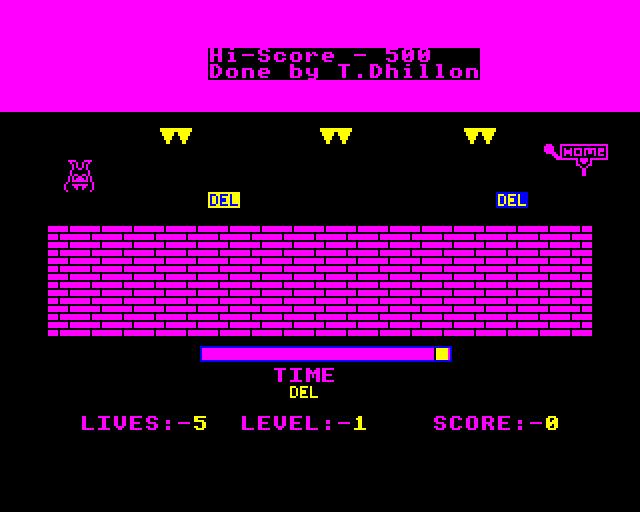 Hi-Score - 500
Done by T.Dhillon
HOME
DEL DEL
TIME
DEL
LIVES:-5 LEVEL:-1 SCORE:-0